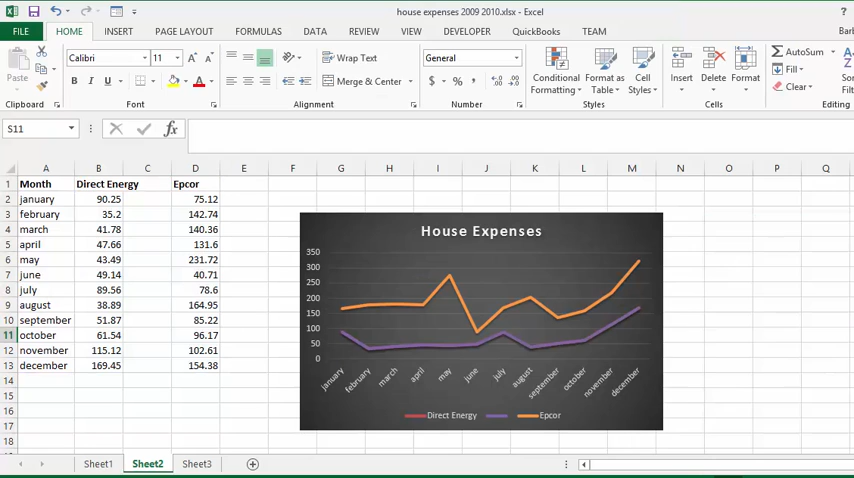 house expenses 2009 2010.xlsx - Excel
?
FILE HOME INSERT PAGE LAYOUT FORMULAS DATA REVIEW VIEW DEVELOPER QuickBooks TEAM Barb
Paste
Calibri 11 A A
B I U A
Wrap Text
Merge & Center
General
$ % , .0 .00 .00 .0
Conditional Formatting
Format as Table
Cell Styles
Insert Delete Format
AutoSum
Fill
Clear
Sor
Filter
Clipboard Font Alignment Number Styles Cells Editing
S11 fx
A B C D E F G H I J K L M N O P Q
1 Month Direct Energy Epcor
2 january 90.25 75.12
3 february 35.2 142.74
4 march 41.78 140.36
5 april 47.66 131.6
6 may 43.49 231.72
7 june 49.14 40.71
8 july 89.56 78.6
9 august 38.89 164.95
10 september 51.87 85.22
11 october 61.54 96.17
12 november 115.12 102.61
13 december 169.45 154.38
14
15
16
17
18
House Expenses
350
300
250
200
150
100
50
0
january february march april may june july august september october november december
Direct Energy Epcor
Sheet1 Sheet2 Sheet3